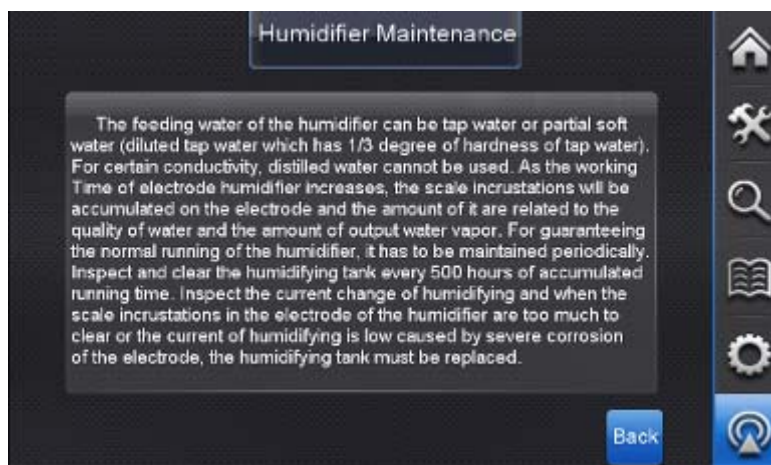 Humidifier Maintenance
The feeding water of the humidifier can be tap water or partial soft
water (diluted tap water which has 1/3 degree of hardness of tap water).
For certain conductivity, distilled water cannot be used. As the working
Time of electrode humidifier increases, the scale incrustations will be
accumulated on the electrode and the amount of it are related to the
quality of water and the amount of output water vapor. For guaranteeing
the normal running of the humidifier, it has to be maintained periodically.
Inspect and clear the humidifying tank every 500 hours of accumulated
running time. Inspect the current change of humidifying and when the
scale incrustations in the electrode of the humidifier are too much to
clear or the current of humidifying is low caused by severe corrosion
of the electrode, the humidifying tank must be replaced.
Back